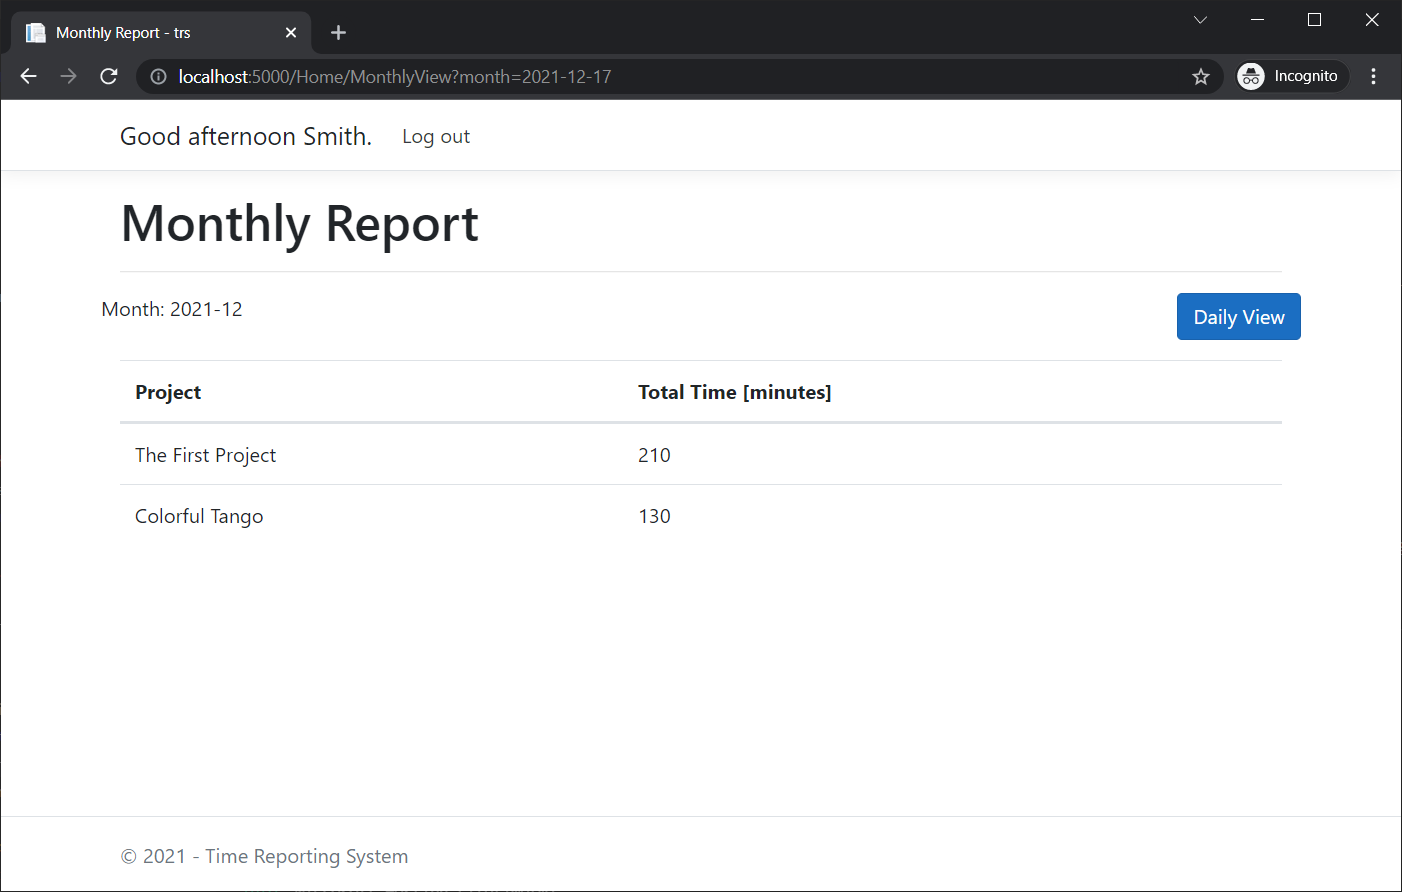 Monthly Report - trs
localhost:5000/Home/MonthlyView?month=2021-12-17
Incognito
Good afternoon Smith.
Log out
Monthly Report
Month: 2021-12
Daily View
Project Total Time [minutes]
The First Project 210
Colorful Tango 130
© 2021 - Time Reporting System